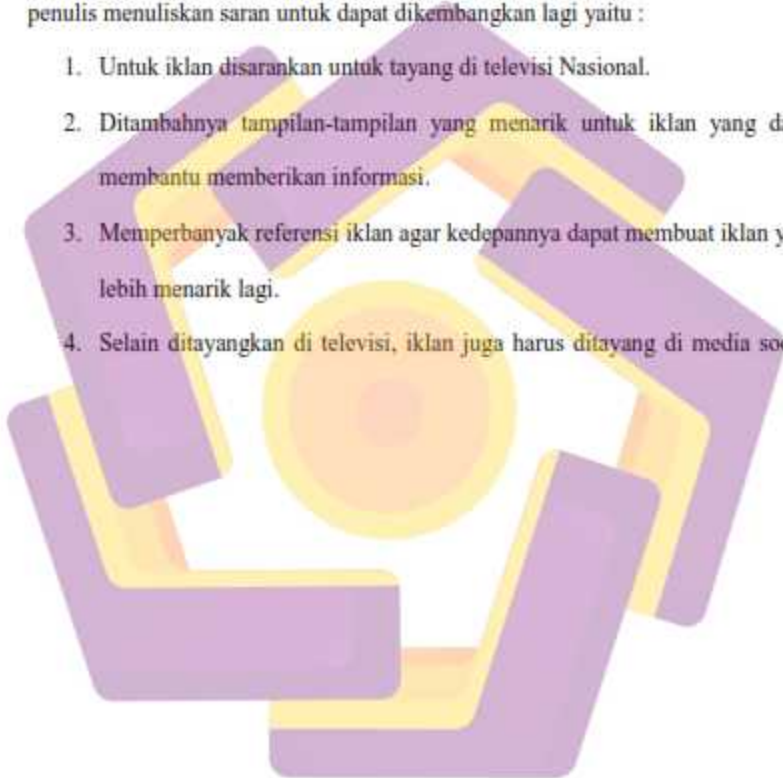 penulis menuliskan saran untuk dapat dikembangkan lagi yaitu :
1. Untuk iklan disarankan untuk tayang di televisi Nasional.
2. Ditambahnya tampilan-tampilan yang menarik untuk iklan yang
membantu memberikan informasi.
3. Memperbanyak referensi iklan agar kedepannya dapat membuat iklan
lebih menarik lagi.
4. Selain ditayangkan di televisi, iklan juga harus ditayang di media